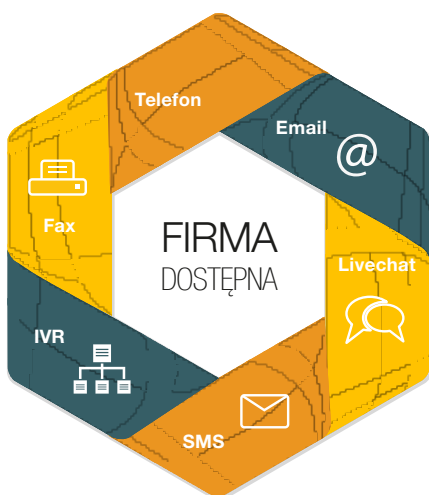 Telefon
Email
@
Fax
FIRMA
DOSTĘPNA
Livechat
IVR
SMS